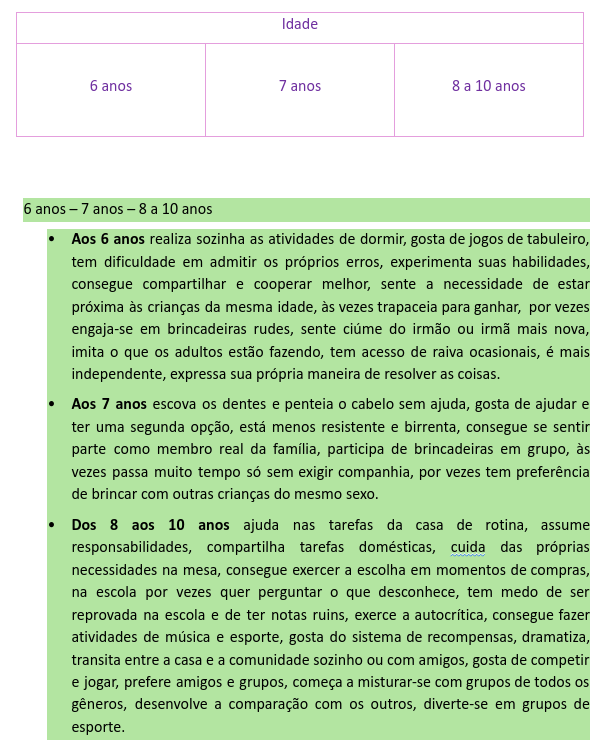 Idade
6 anos
7 anos
8 a 10 anos
6 anos – 7 anos – 8 a 10 anos
• Aos 6 anos realiza sozinha as atividades de dormir, gosta de jogos de tabuleiro,
tem dificuldade em admitir os próprios erros, experimenta suas habilidades,
consegue compartilhar e cooperar melhor, sente a necessidade de estar
próxima às crianças da mesma idade, às vezes trapaceia para ganhar, por vezes
engaja-se em brincadeiras rudes, sente ciúme do irmão ou irmã mais nova,
imita o que os adultos estão fazendo, tem acesso de raiva ocasionais, é mais
independente, expressa sua própria maneira de resolver as coisas.
• Aos 7 anos escova os dentes e penteia o cabelo sem ajuda, gosta de ajudar e
ter uma segunda opção, está menos resistente e birrenta, consegue se sentir
parte como membro real da família, participa de brincadeiras em grupo, às
vezes passa muito tempo só sem exigir companhia, por vezes tem preferência
de brincar com outras crianças do mesmo sexo.
• Dos 8 aos 10 anos ajuda nas tarefas da casa de rotina, assume
responsabilidades, compartilha tarefas domésticas, cuida das próprias
necessidades na mesa, consegue exercer a escolha em momentos de compras,
na escola por vezes quer perguntar o que desconhece, tem medo de ser
reprovada na escola e de ter notas ruins, exerce a autocrítica, consegue fazer
atividades de música e esporte, gosta do sistema de recompensas, dramatiza,
transita entre a casa e a comunidade sozinho ou com amigos, gosta de competir
e jogar, prefere amigos e grupos, começa a misturar-se com grupos de todos os
gêneros, desenvolve a comparação com os outros, diverte-se em grupos de
esporte.